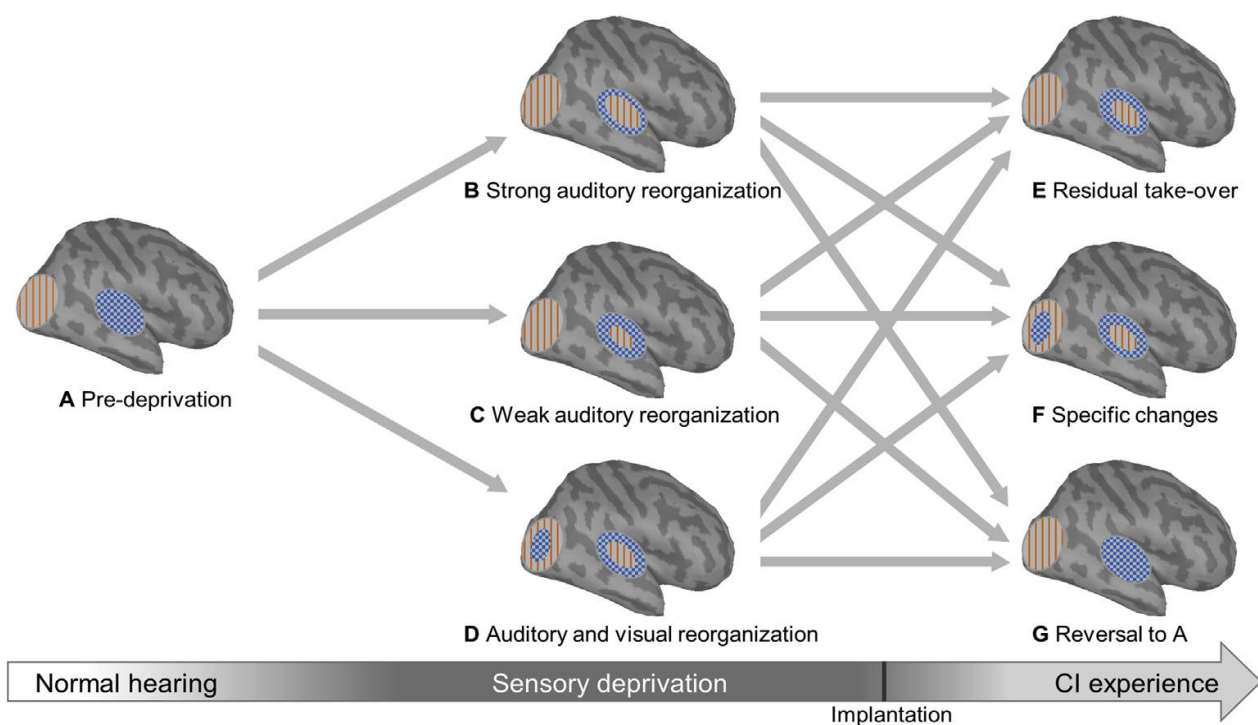 A Pre-deprivation
B Strong auditory reorganization
C Weak auditory reorganization
D Auditory and visual reorganization
E Residual take-over
F Specific changes
G Reversal to A
Normal hearing
Sensory deprivation
CI experience
Implantation